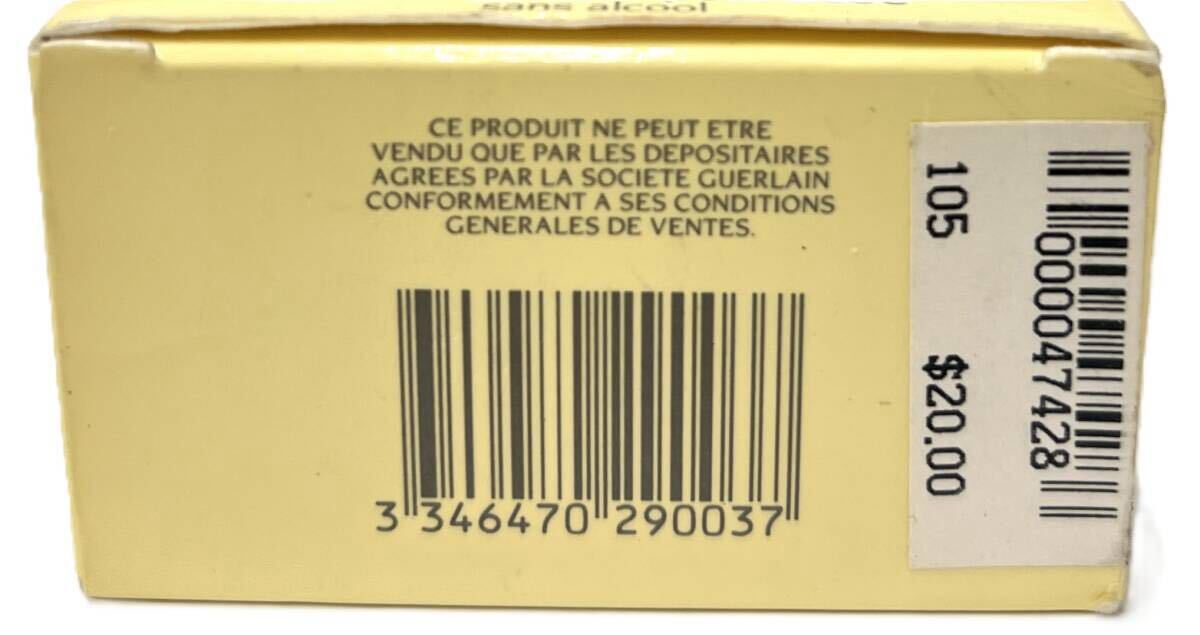 sans alcool
CE PRODUIT NE PEUT ETRE
VENDU QUE PAR LES DEPOSITAIRES
AGREES PAR LA SOCIETE GUERLAIN
CONFORMEMENT A SES CONDITIONS
GENERALES DE VENTES.
3 346470 290037
105 $20.00
000047428